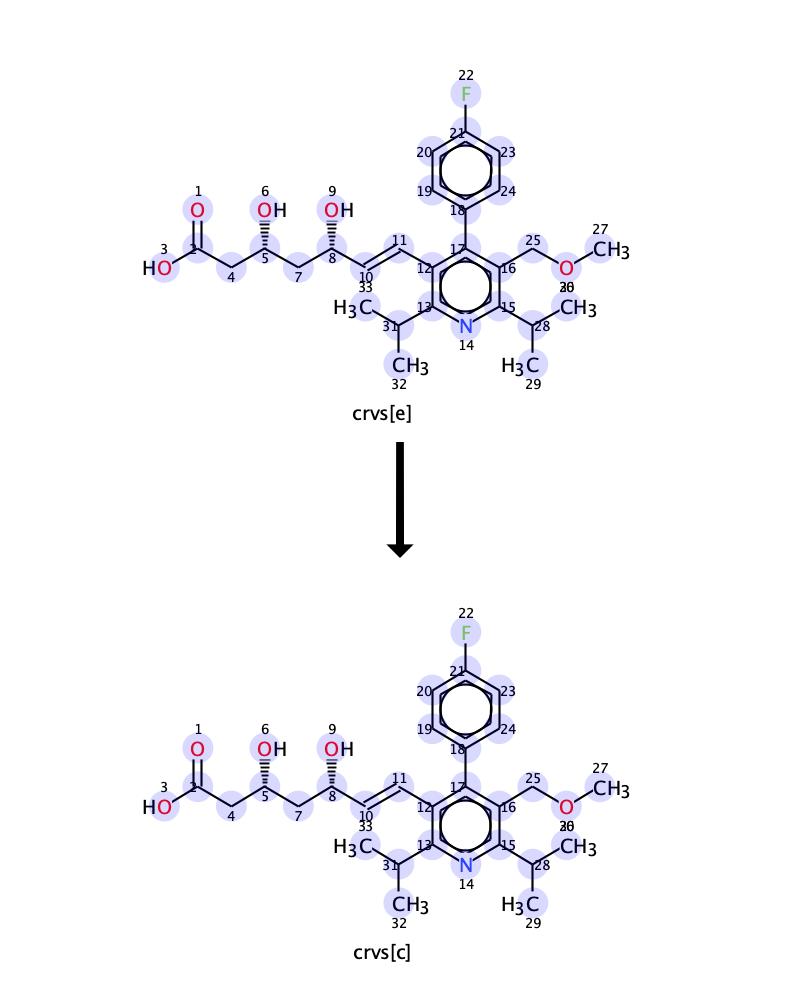 22
F
21
20 23
19 24
18
1 6 9
O OH OH
27
3 2 11 17 25 CH3
HO 4 5 7 8 10 12 16 O
33 26
30
H3C 13 15 CH3
31 N 28
14
CH3 H3C
32 29
crvs[e]
22
F
21
20 23
19 24
18
1 6 9
O OH OH
27
3 2 11 17 25 CH3
HO 4 5 7 8 10 12 16 O
33 26
30
H3C 13 15 CH3
31 N 28
14
CH3 H3C
32 29
crvs[c]